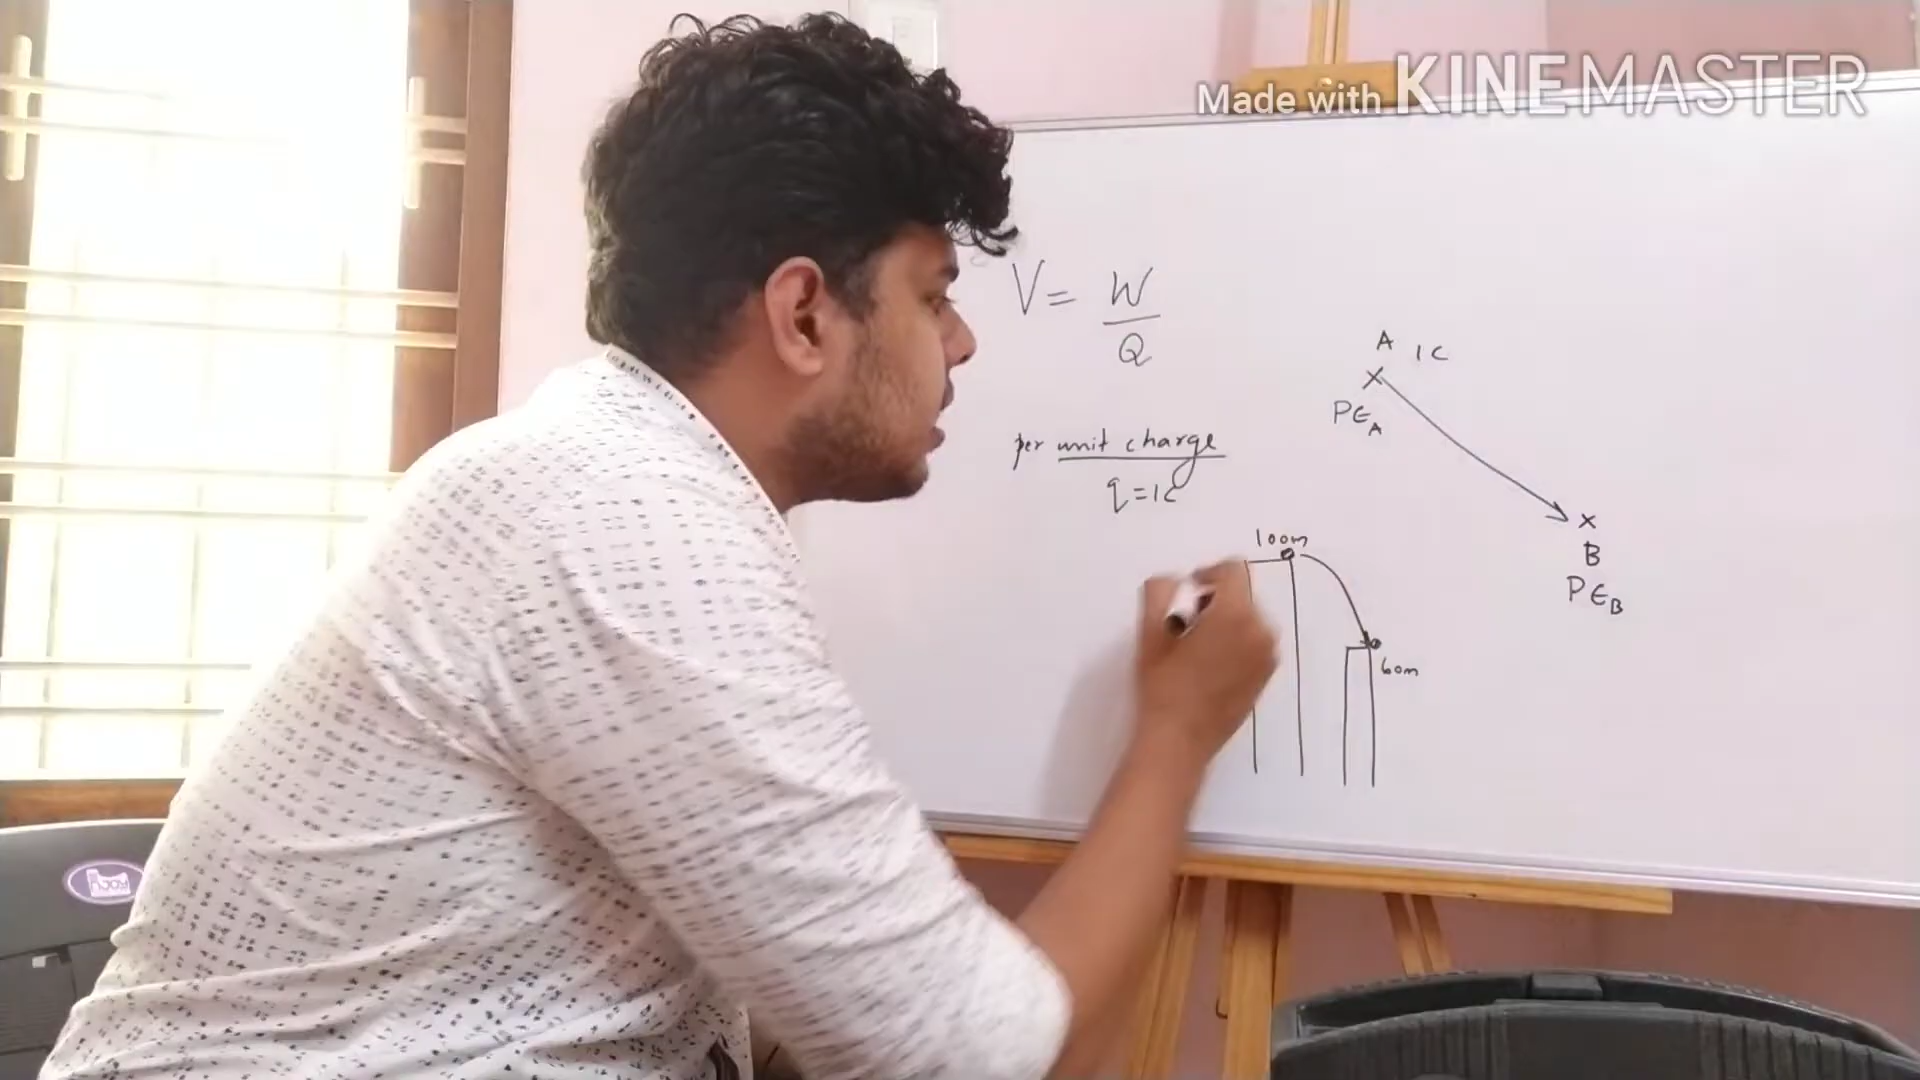 Made with KINEMASTER
V = W
Q
A 1C
x
PE_A
per unit charge
q = 1C
x
B
PE_B
100m
60m